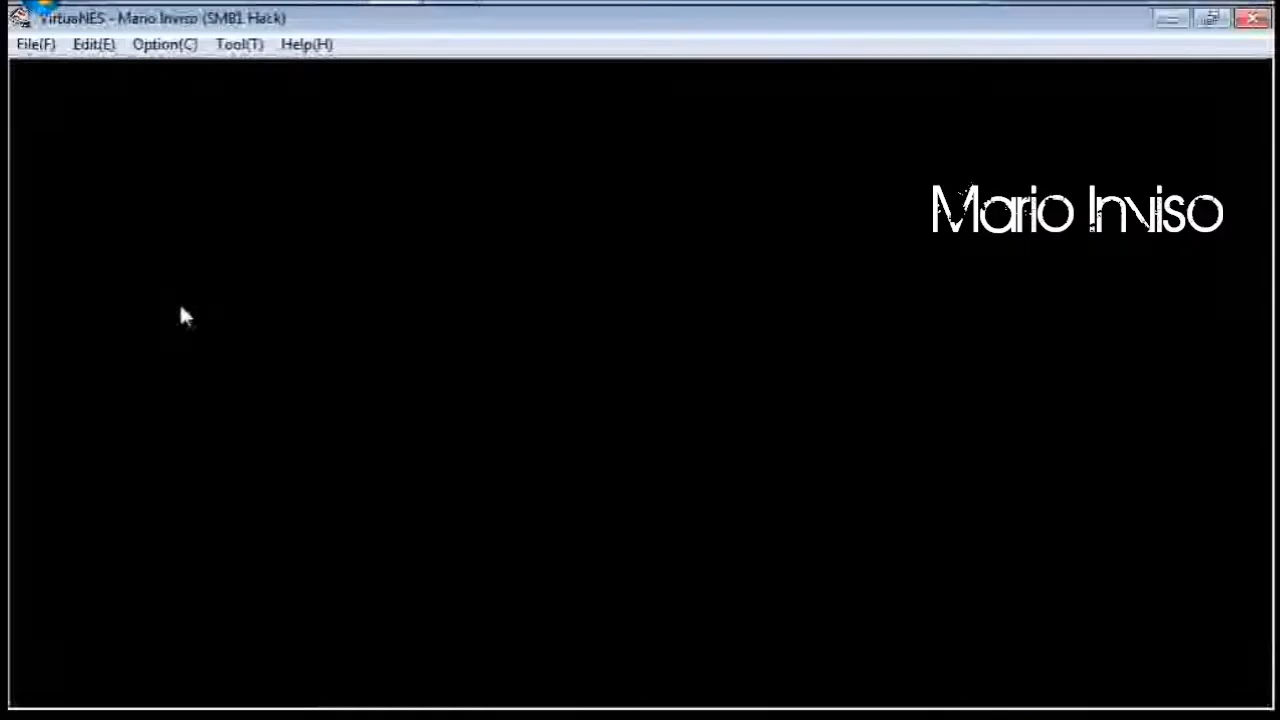 VirtuaNES - Mario Inviso (SMB1 Hack)
File(F) Edit(E) Option(C) Tool(T) Help(H)
Mario Inviso